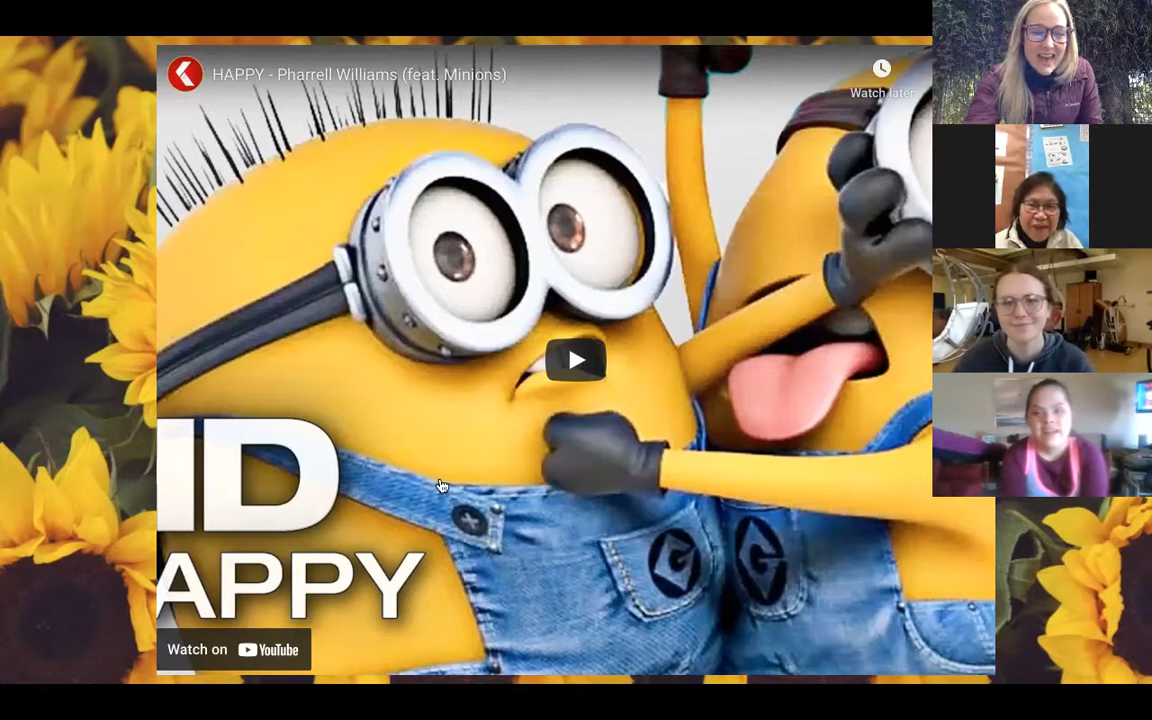 HAPPY - Pharrell Williams (feat. Minions)
Watch later
ID
APPY
G
G
Watch on YouTube